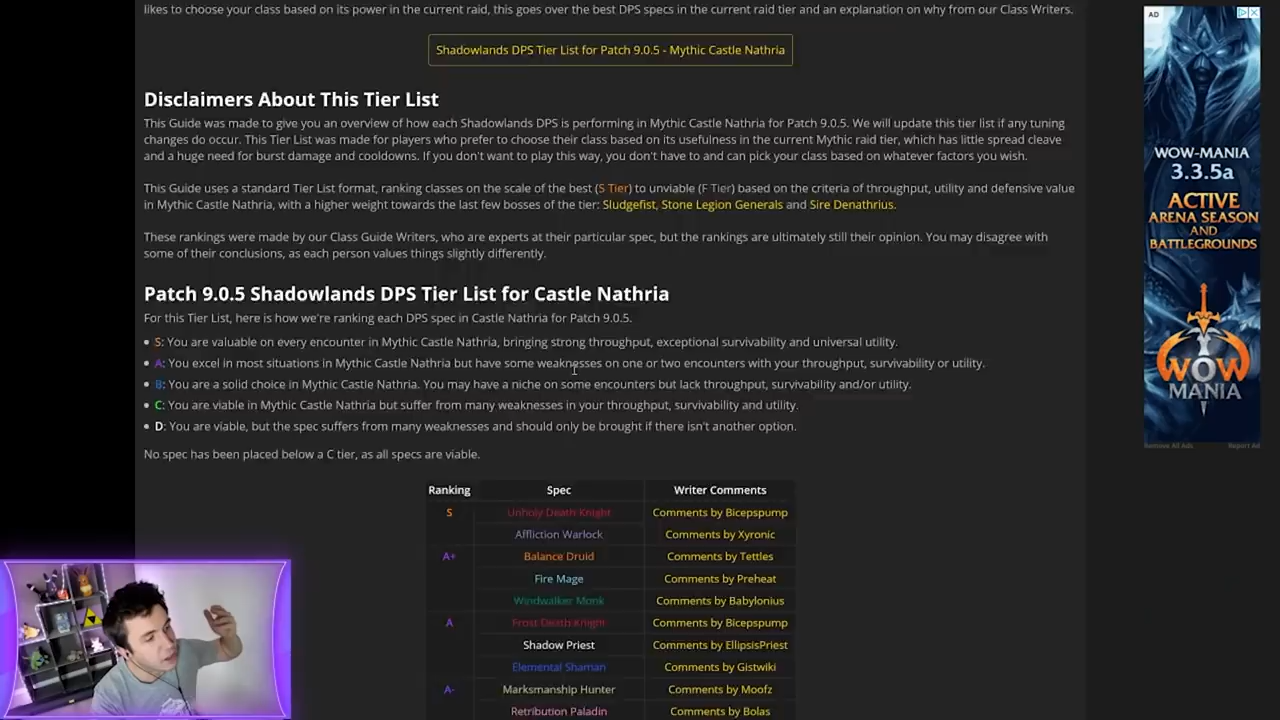 likes to choose your class based on its power in the current raid, this goes over the best DPS specs in the current raid tier and an explanation on why from our Class Writers.
Shadowlands DPS Tier List for Patch 9.0.5 - Mythic Castle Nathria
Disclaimers About This Tier List
This Guide was made to give you an overview of how each Shadowlands DPS is performing in Mythic Castle Nathria for Patch 9.0.5. We will update this tier list if any tuning
changes do occur. This Tier List was made for players who prefer to choose their class based on its usefulness in the current Mythic raid tier, which has little spread cleave
and a huge need for burst damage and cooldowns. If you don't want to play this way, you don't have to and can pick your class based on whatever factors you wish.
This Guide uses a standard Tier List format, ranking classes on the scale of the best (S Tier) to unviable (F Tier) based on the criteria of throughput, utility and defensive value
in Mythic Castle Nathria, with a higher weight towards the last few bosses of the tier: Sludgefist, Stone Legion Generals and Sire Denathrius.
These rankings were made by our Class Guide Writers, who are experts at their particular spec, but the rankings are ultimately still their opinion. You may disagree with
some of their conclusions, as each person values things slightly differently.
Patch 9.0.5 Shadowlands DPS Tier List for Castle Nathria
For this Tier List, here is how we're ranking each DPS spec in Castle Nathria for Patch 9.0.5.
• S: You are valuable on every encounter in Mythic Castle Nathria, bringing strong throughput, exceptional survivability and universal utility.
• A: You excel in most situations in Mythic Castle Nathria but have some weaknesses on one or two encounters with your throughput, survivability or utility.
• B: You are a solid choice in Mythic Castle Nathria. You may have a niche on some encounters but lack throughput, survivability and/or utility.
• C: You are viable in Mythic Castle Nathria but suffer from many weaknesses in your throughput, survivability and utility.
• D: You are viable, but the spec suffers from many weaknesses and should only be brought if there isn't another option.
No spec has been placed below a C tier, as all specs are viable.
Ranking Spec Writer Comments
S Unholy Death Knight Comments by Bicepspump
Affliction Warlock Comments by Xyronic
A+ Balance Druid Comments by Tettles
Fire Mage Comments by Preheat
Windwalker Monk Comments by Babylonius
A Frost Death Knight Comments by Bicepspump
Shadow Priest Comments by EllipsisPriest
Elemental Shaman Comments by Gistwiki
A- Marksmanship Hunter Comments by Moofz
Retribution Paladin Comments by Bolas
AD
WOW-MANIA
3.3.5a
ACTIVE
ARENA SEASON
AND
BATTLEGROUNDS
WOW
MANIA
Remove All Ads Report Ad